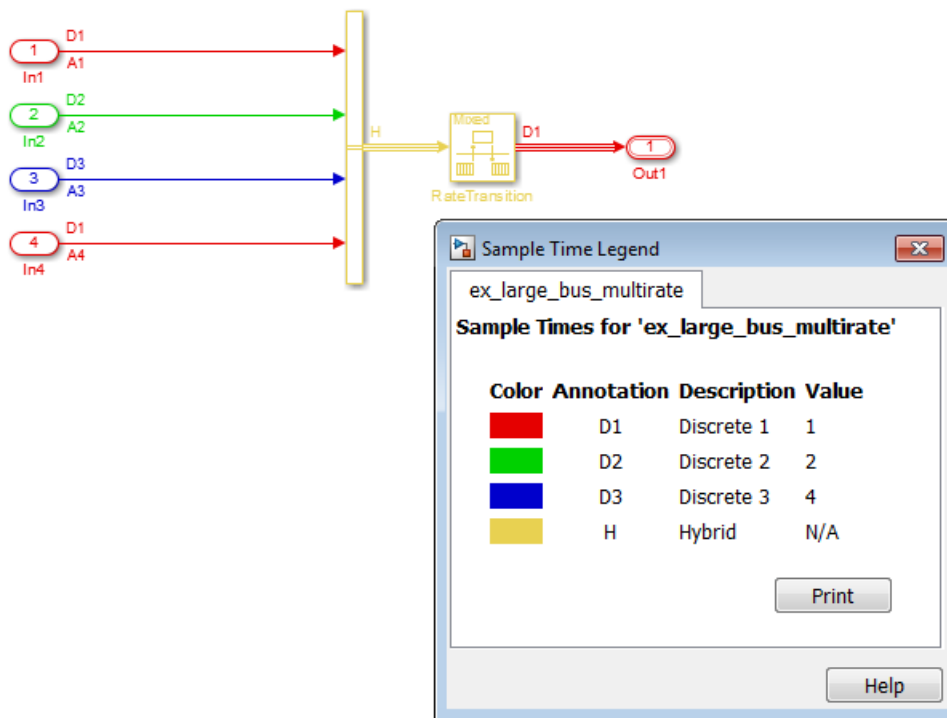 D1
1
A1
In1
D2
2
A2
In2
D3
3
A3
In3
D1
4
A4
In4
H
Mixed
RateTransition
D1
1
Out1
Sample Time Legend
ex_large_bus_multirate
Sample Times for 'ex_large_bus_multirate'
Color Annotation Description Value
D1 Discrete 1 1
D2 Discrete 2 2
D3 Discrete 3 4
H Hybrid N/A
Print
Help